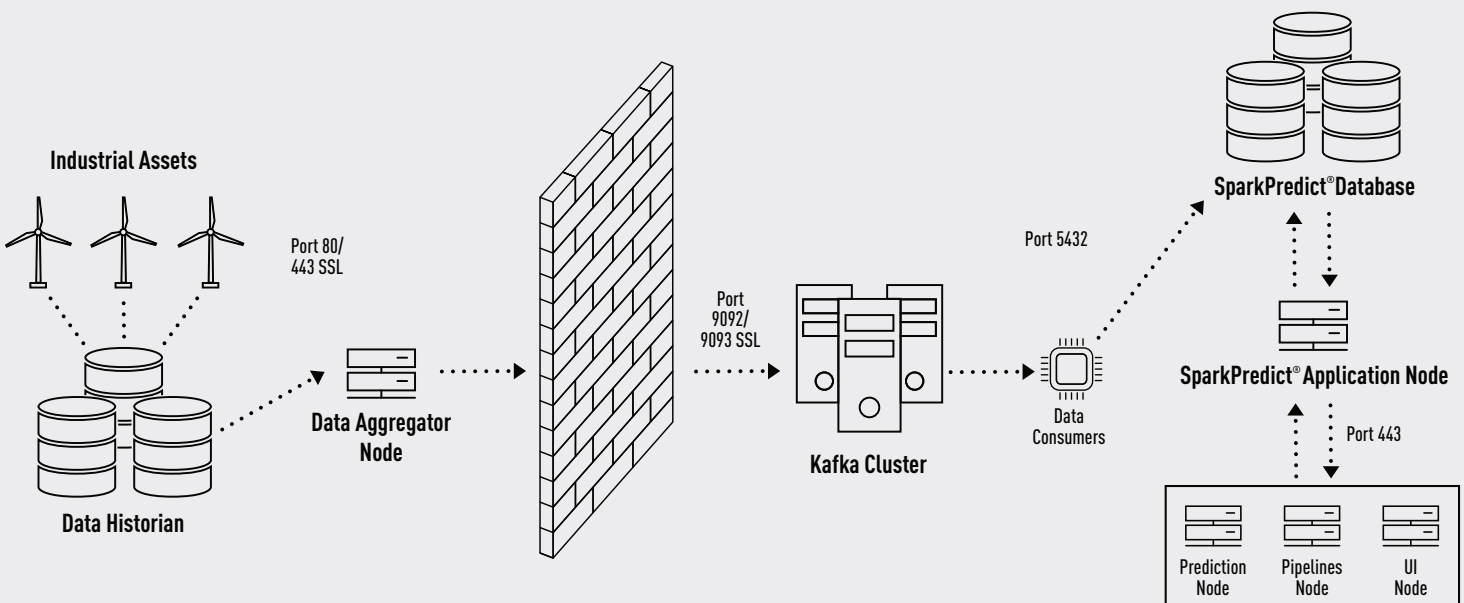 Industrial Assets
Port 80/
443 SSL
Data Historian
Data Aggregator
Node
Port
9092/
9093 SSL
Kafka Cluster
Data
Consumers
Port 5432
SparkPredict® Database
SparkPredict® Application Node
Port 443
Prediction
Node
Pipelines
Node
UI
Node